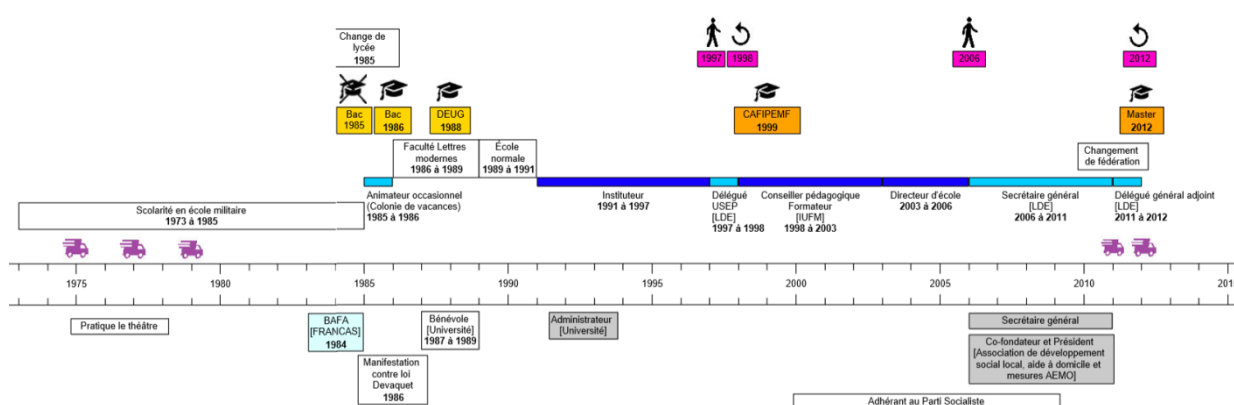 Change de
lycée
1985
1997
1998
2006
2012
Bac
1985
Bac
1986
DEUG
1988
CAFIPEMF
1999
Master
2012
Faculté Lettres
modernes
1986 à 1989
École
normale
1989 à 1991
Changement
de fédération
Scolarité en école militaire
1973 à 1985
Animateur occasionnel
(Colonie de vacances)
1985 à 1986
Instituteur
1991 à 1997
Délégué
USEP
[LDE]
1997 à 1998
Conseiller pédagogique
Formateur
[IUFM]
1998 à 2003
Directeur d'école
2003 à 2006
Secrétaire général
[LDE]
2006 à 2011
Délégué général adjoint
[LDE]
2011 à 2012
1975
1980
1985
1990
1995
2000
2005
2010
201
Pratique le théâtre
BAFA
[FRANCAS]
1984
Manifestation
contre loi
Devaquet
1986
Bénévole
[Université]
1987 à 1989
Administrateur
[Université]
Secrétaire général
Co-fondateur et Président
[Association de développement
social local, aide à domicile et
mesures AEMO]
Adhérant au Parti Socialiste